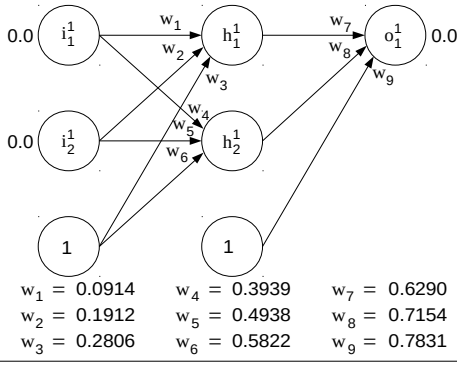 w₁ w₇
0.0 i₁¹ h₁¹ o₁¹ 0.0
w₂ w₈
w₃ w₉
w₄
w₅
0.0 i₂¹ h₂¹
w₆
1 1
w₁ = 0.0914 w₄ = 0.3939 w₇ = 0.6290
w₂ = 0.1912 w₅ = 0.4938 w₈ = 0.7154
w₃ = 0.2806 w₆ = 0.5822 w₉ = 0.7831